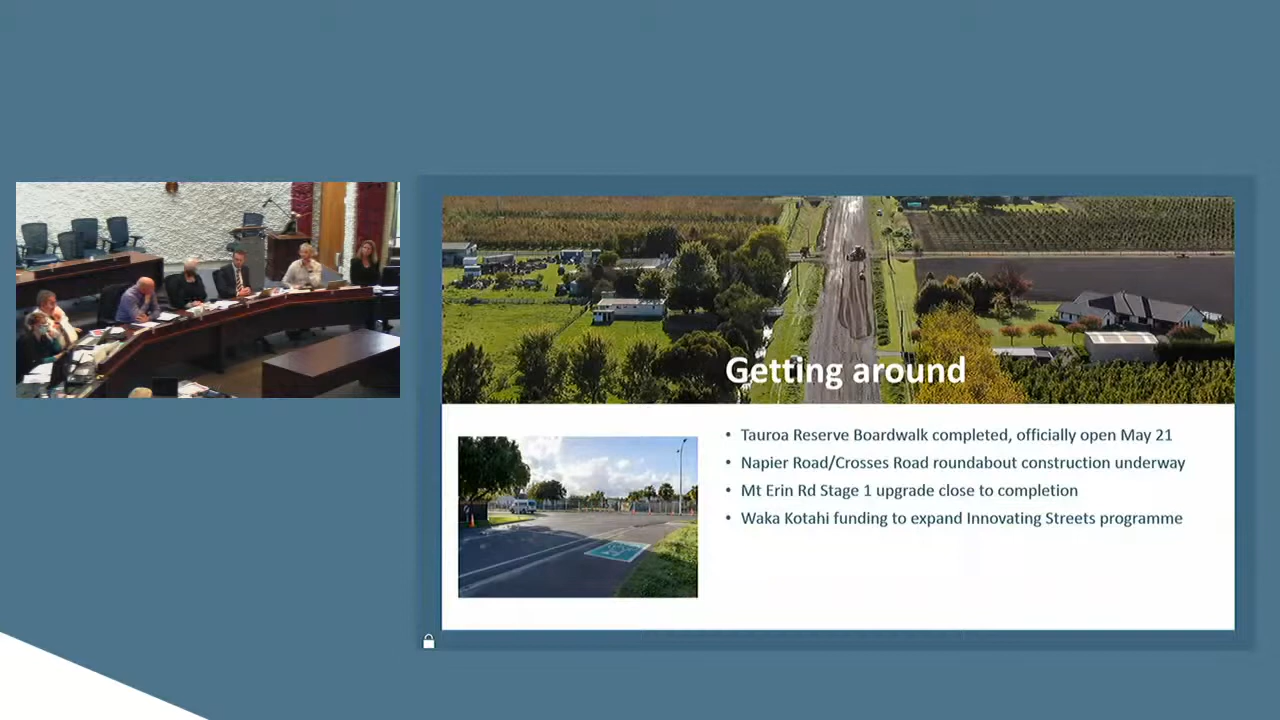 Getting around
• Tauroa Reserve Boardwalk completed, officially open May 21
• Napier Road/Crosses Road roundabout construction underway
• Mt Erin Rd Stage 1 upgrade close to completion
• Waka Kotahi funding to expand Innovating Streets programme